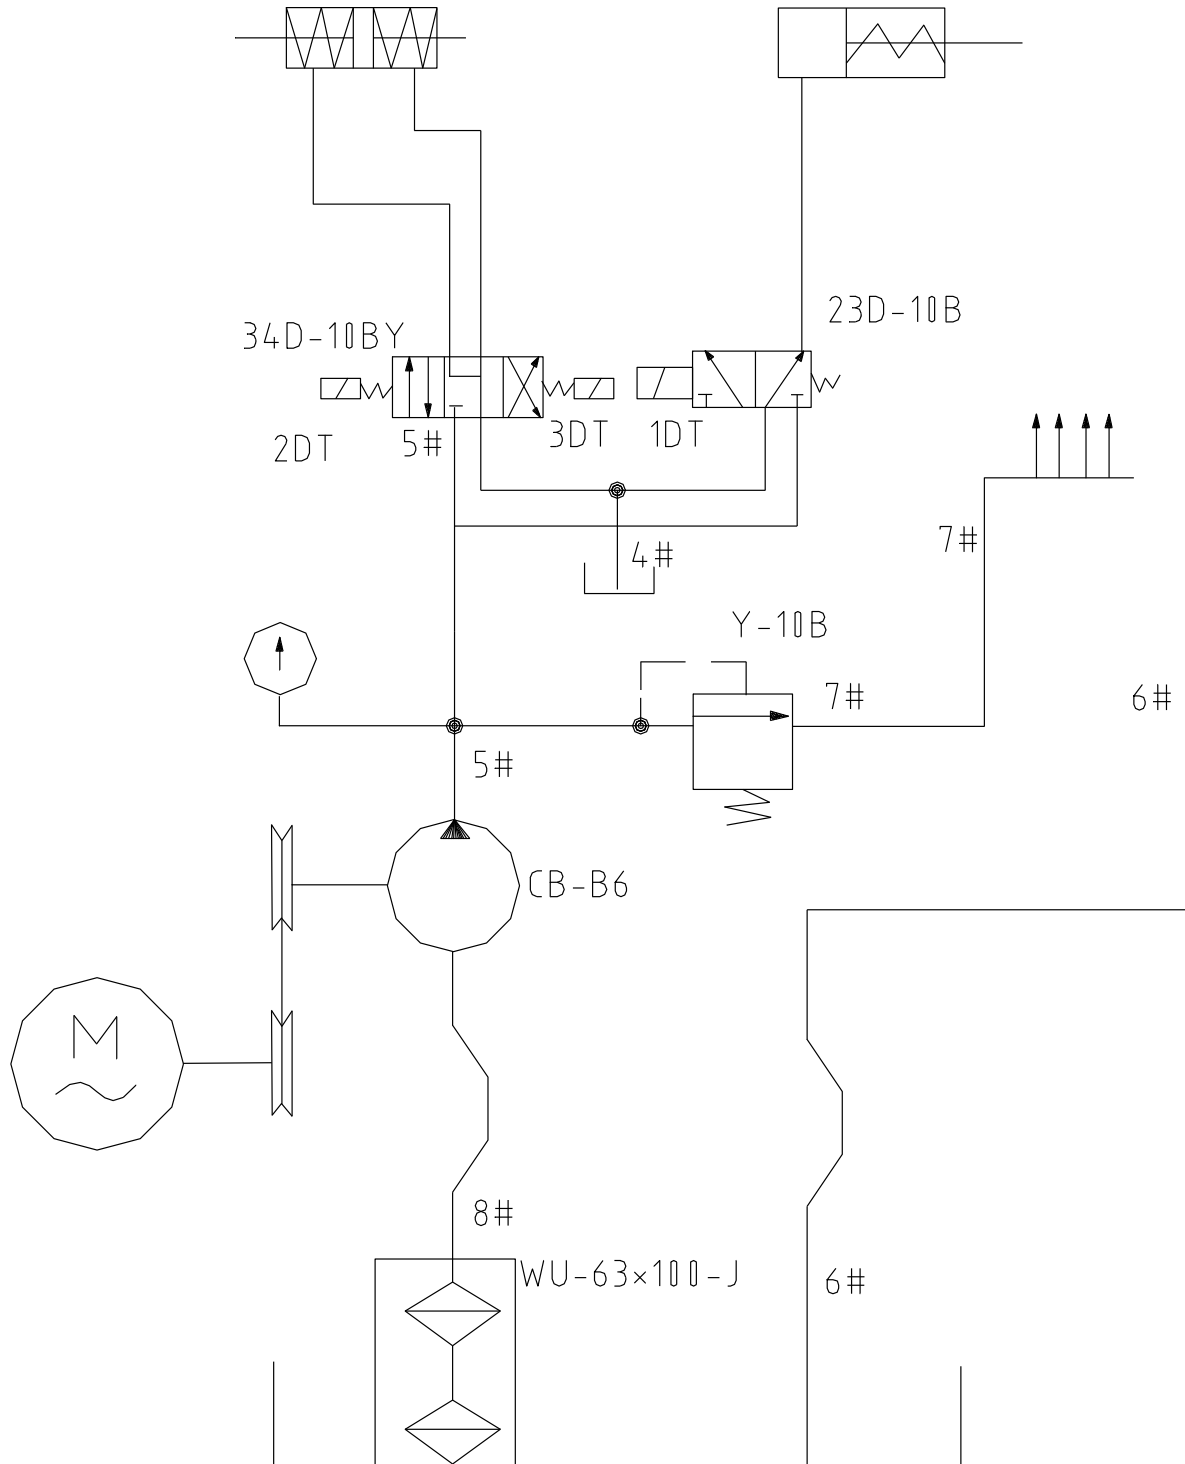 23D-10B
34D-10BY
2DT
5#
3DT
1DT
7#
4#
Y-10B
7#
6#
5#
CB-B6
M
8#
WU-63×100-J
6#